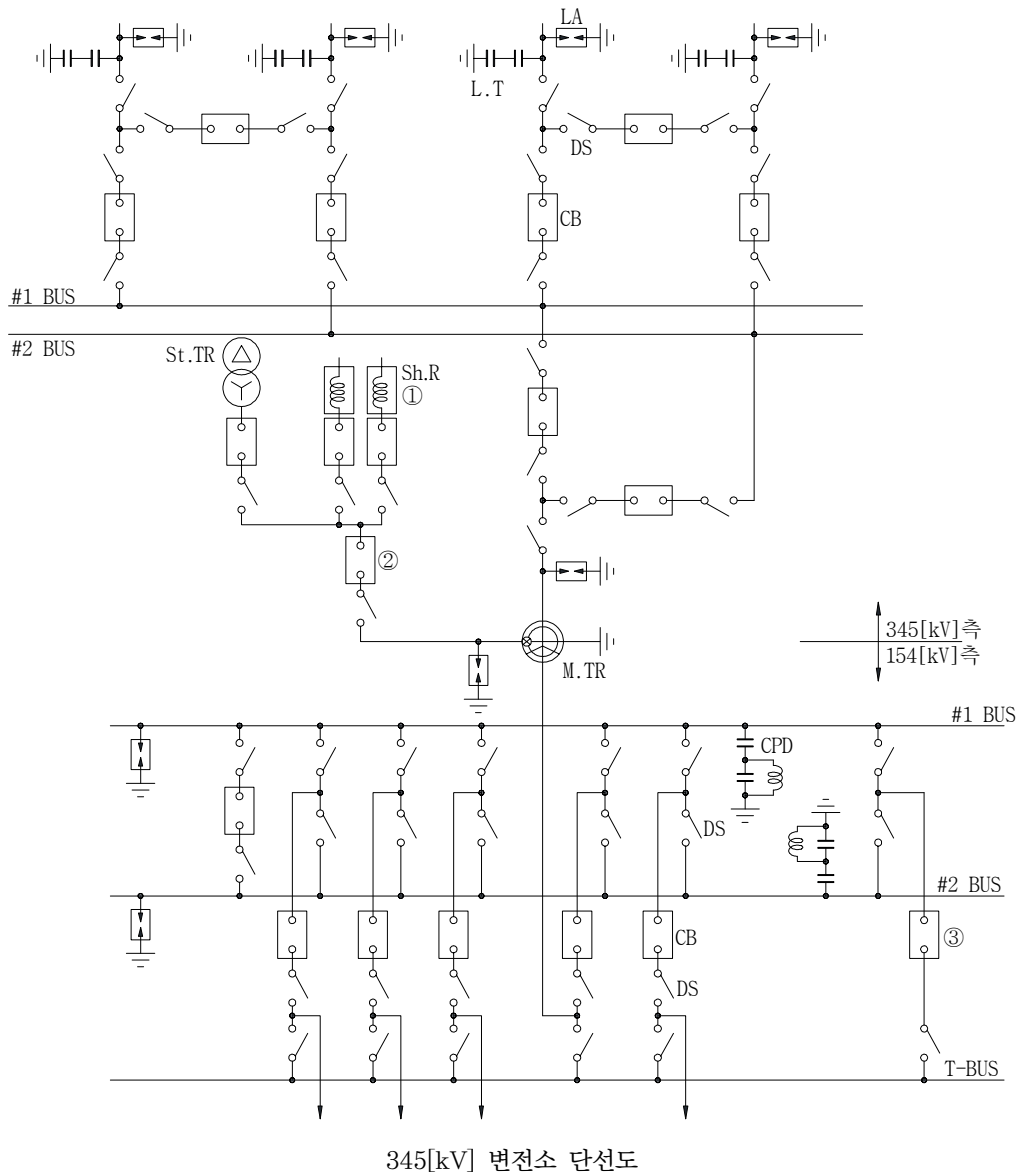 LA
L.T
DS
CB
#1 BUS
#2 BUS
St.TR
Sh.R
①
②
345[kV]측
154[kV]측
M.TR
#1 BUS
CPD
DS
#2 BUS
CB
③
DS
T-BUS
345[kV] 변전소 단선도